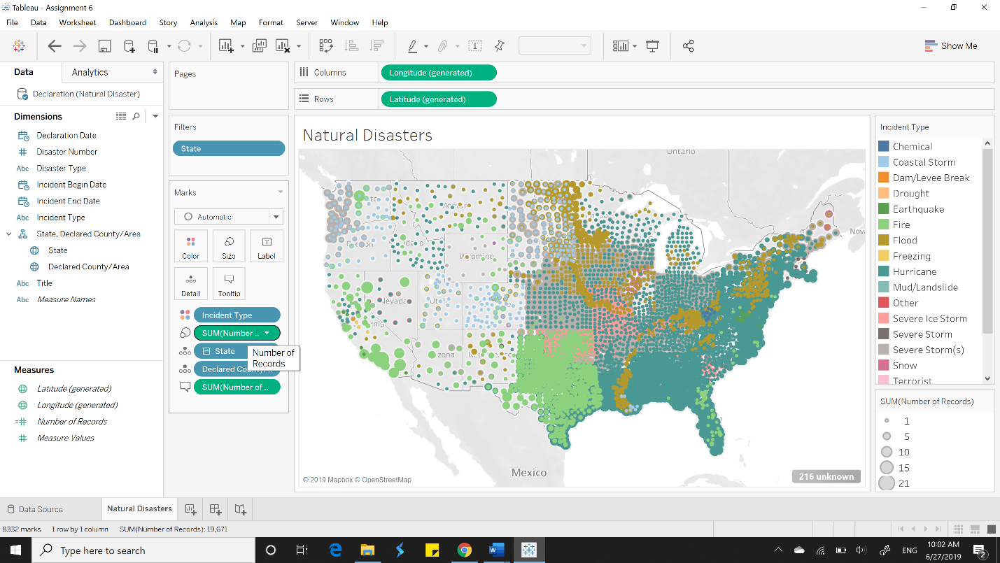 Tableau - Assignment 6
File Data Worksheet Dashboard Story Analysis Map Format Server Window Help
Show Me
Data Analytics
Declaration (Natural Disaster)
Dimensions
Declaration Date
# Disaster Number
Abc Disaster Type
Incident Begin Date
Incident End Date
Abc Incident Type
State, Declared County/Area
State
Declared County/Area
Abc Title
Abc Measure Names
Measures
Latitude (generated)
Longitude (generated)
=# Number of Records
# Measure Values
Pages
Filters
State
Marks
Automatic
Color Size Label
Detail Tooltip
Incident Type
SUM(Number ..
State
Declared County/..
SUM(Number of ..
Number of
Records
Columns Longitude (generated)
Rows Latitude (generated)
Natural Disasters
Ontario
Wyoming
Mexico
© 2019 Mapbox © OpenStreetMap
216 unknown
Incident Type
Chemical
Coastal Storm
Dam/Levee Break
Drought
Earthquake
Fire
Flood
Freezing
Hurricane
Mud/Landslide
Other
Severe Ice Storm
Severe Storm
Severe Storm(s)
Snow
Terrorist
SUM(Number of Records)
1
5
10
15
21
Data Source Natural Disasters
8332 marks 1 row by 1 column SUM(Number of Records): 19,671
Type here to search
ENG
10:02 AM
6/27/2019
2